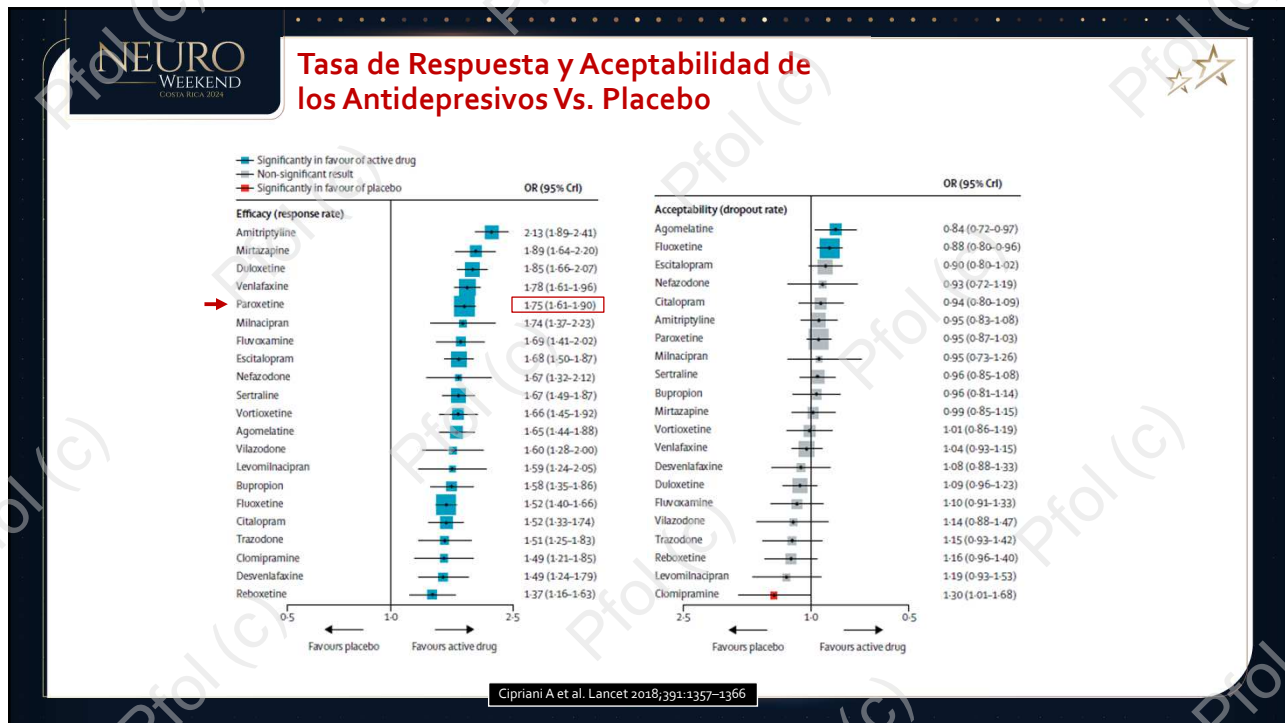 NEURO
WEEKEND
COSTA RICA 2024
Tasa de Respuesta y Aceptabilidad de
los Antidepresivos Vs. Placebo
Significantly in favour of active drug
Non-significant result
Significantly in favour of placebo
OR (95% CrI)
Efficacy (response rate)
Amitriptyline 2·13 (1·89–2·41)
Mirtazapine 1·89 (1·64–2·20)
Duloxetine 1·85 (1·66–2·07)
Venlafaxine 1·78 (1·61–1·96)
Paroxetine 1·75 (1·61–1·90)
Milnacipran 1·74 (1·37–2·23)
Fluvoxamine 1·69 (1·41–2·02)
Escitalopram 1·68 (1·50–1·87)
Nefazodone 1·67 (1·32–2·12)
Sertraline 1·67 (1·49–1·87)
Vortioxetine 1·66 (1·45–1·92)
Agomelatine 1·65 (1·44–1·88)
Vilazodone 1·60 (1·28–2·00)
Levomilnacipran 1·59 (1·24–2·05)
Bupropion 1·58 (1·35–1·86)
Fluoxetine 1·52 (1·40–1·66)
Citalopram 1·52 (1·33–1·74)
Trazodone 1·51 (1·25–1·83)
Clomipramine 1·49 (1·21–1·85)
Desvenlafaxine 1·49 (1·24–1·79)
Reboxetine 1·37 (1·16–1·63)
0·5 1·0 2·5
Favours placebo Favours active drug
OR (95% CrI)
Acceptability (dropout rate)
Agomelatine 0·84 (0·72–0·97)
Fluoxetine 0·88 (0·80–0·96)
Escitalopram 0·90 (0·80–1·02)
Nefazodone 0·93 (0·72–1·19)
Citalopram 0·94 (0·80–1·09)
Amitriptyline 0·95 (0·83–1·08)
Paroxetine 0·95 (0·87–1·03)
Milnacipran 0·95 (0·73–1·26)
Sertraline 0·96 (0·85–1·08)
Bupropion 0·96 (0·81–1·14)
Mirtazapine 0·99 (0·85–1·15)
Vortioxetine 1·01 (0·86–1·19)
Venlafaxine 1·04 (0·93–1·15)
Desvenlafaxine 1·08 (0·88–1·33)
Duloxetine 1·09 (0·96–1·23)
Fluvoxamine 1·10 (0·91–1·33)
Vilazodone 1·14 (0·88–1·47)
Trazodone 1·15 (0·93–1·42)
Reboxetine 1·16 (0·96–1·40)
Levomilnacipran 1·19 (0·93–1·53)
Clomipramine 1·30 (1·01–1·68)
2·5 1·0 0·5
Favours placebo Favours active drug
Cipriani A et al. Lancet 2018;391:1357–1366
Pfol (c)